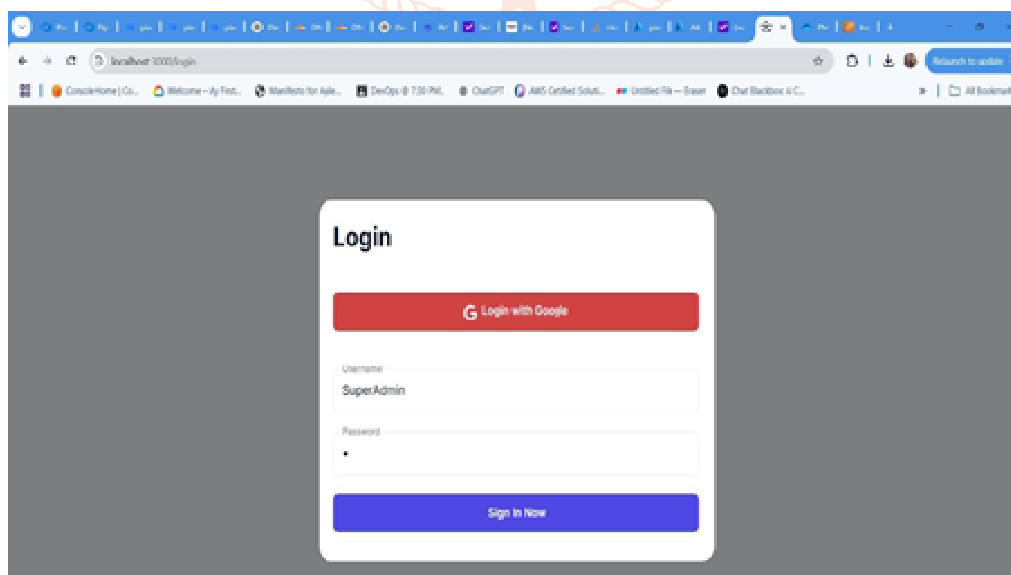 localhost:3000/login
Relaunch to update
ConsoleHome | Co... Welcome – My First... Manifesto for Agile... DevOps @ 7:30 PM... ChatGPT AWS Certified Soluti... Untitled File — Eraser Chat Blackbox: AI C... All Bookmark
Login
Login with Google
Username
SuperAdmin
Password
Sign In Now